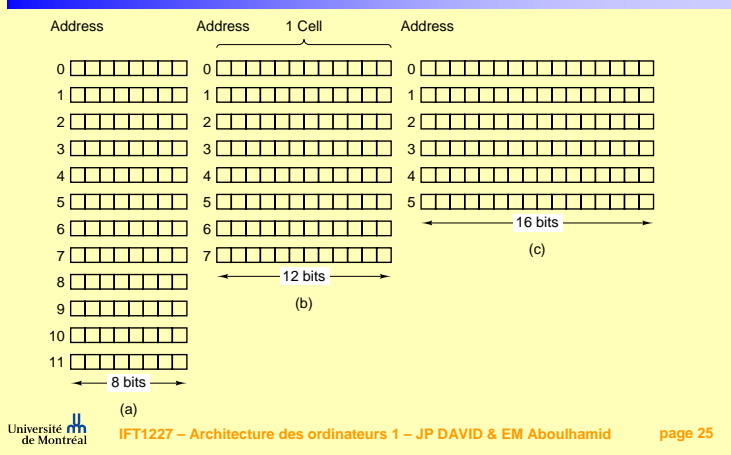 Address Address 1 Cell Address
0 0 0
1 1 1
2 2 2
3 3 3
4 4 4
5 5 5
6 6 16 bits
7 7 (c)
8 12 bits
9 (b)
10
11
8 bits
(a)
Université de Montréal
IFT1227 – Architecture des ordinateurs 1 – JP DAVID & EM Aboulhamid page 25